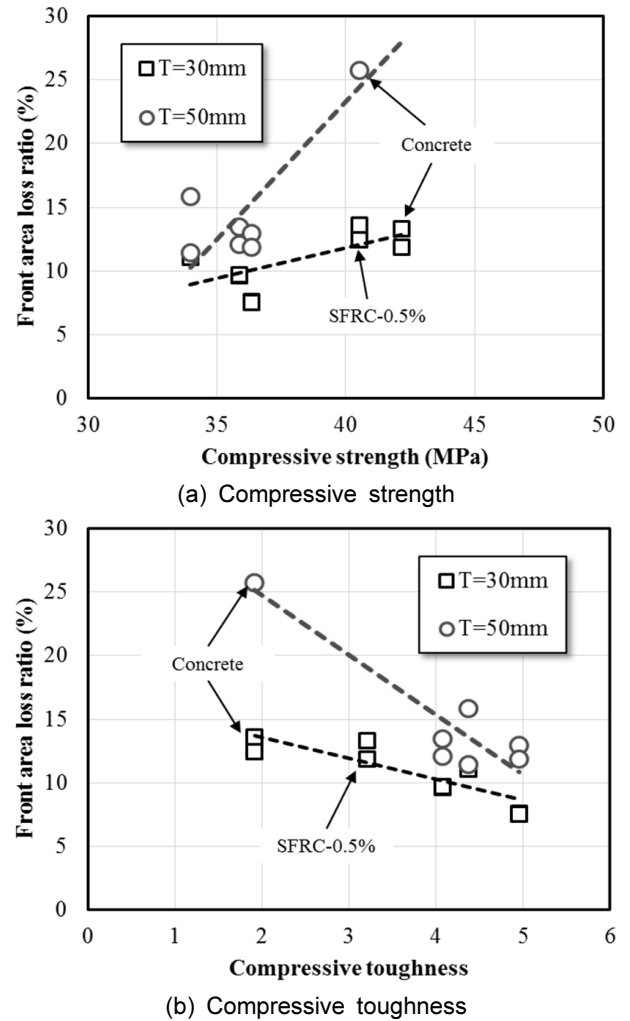 30
25
20
15
10
5
0
Front area loss ratio (%)
T=30mm
T=50mm
Concrete
SFRC-0.5%
30 35 40 45 50
Compressive strength (MPa)
(a) Compressive strength
30
25
20
15
10
5
0
Front area loss ratio (%)
T=30mm
T=50mm
Concrete
SFRC-0.5%
0 1 2 3 4 5 6
Compressive toughness
(b) Compressive toughness